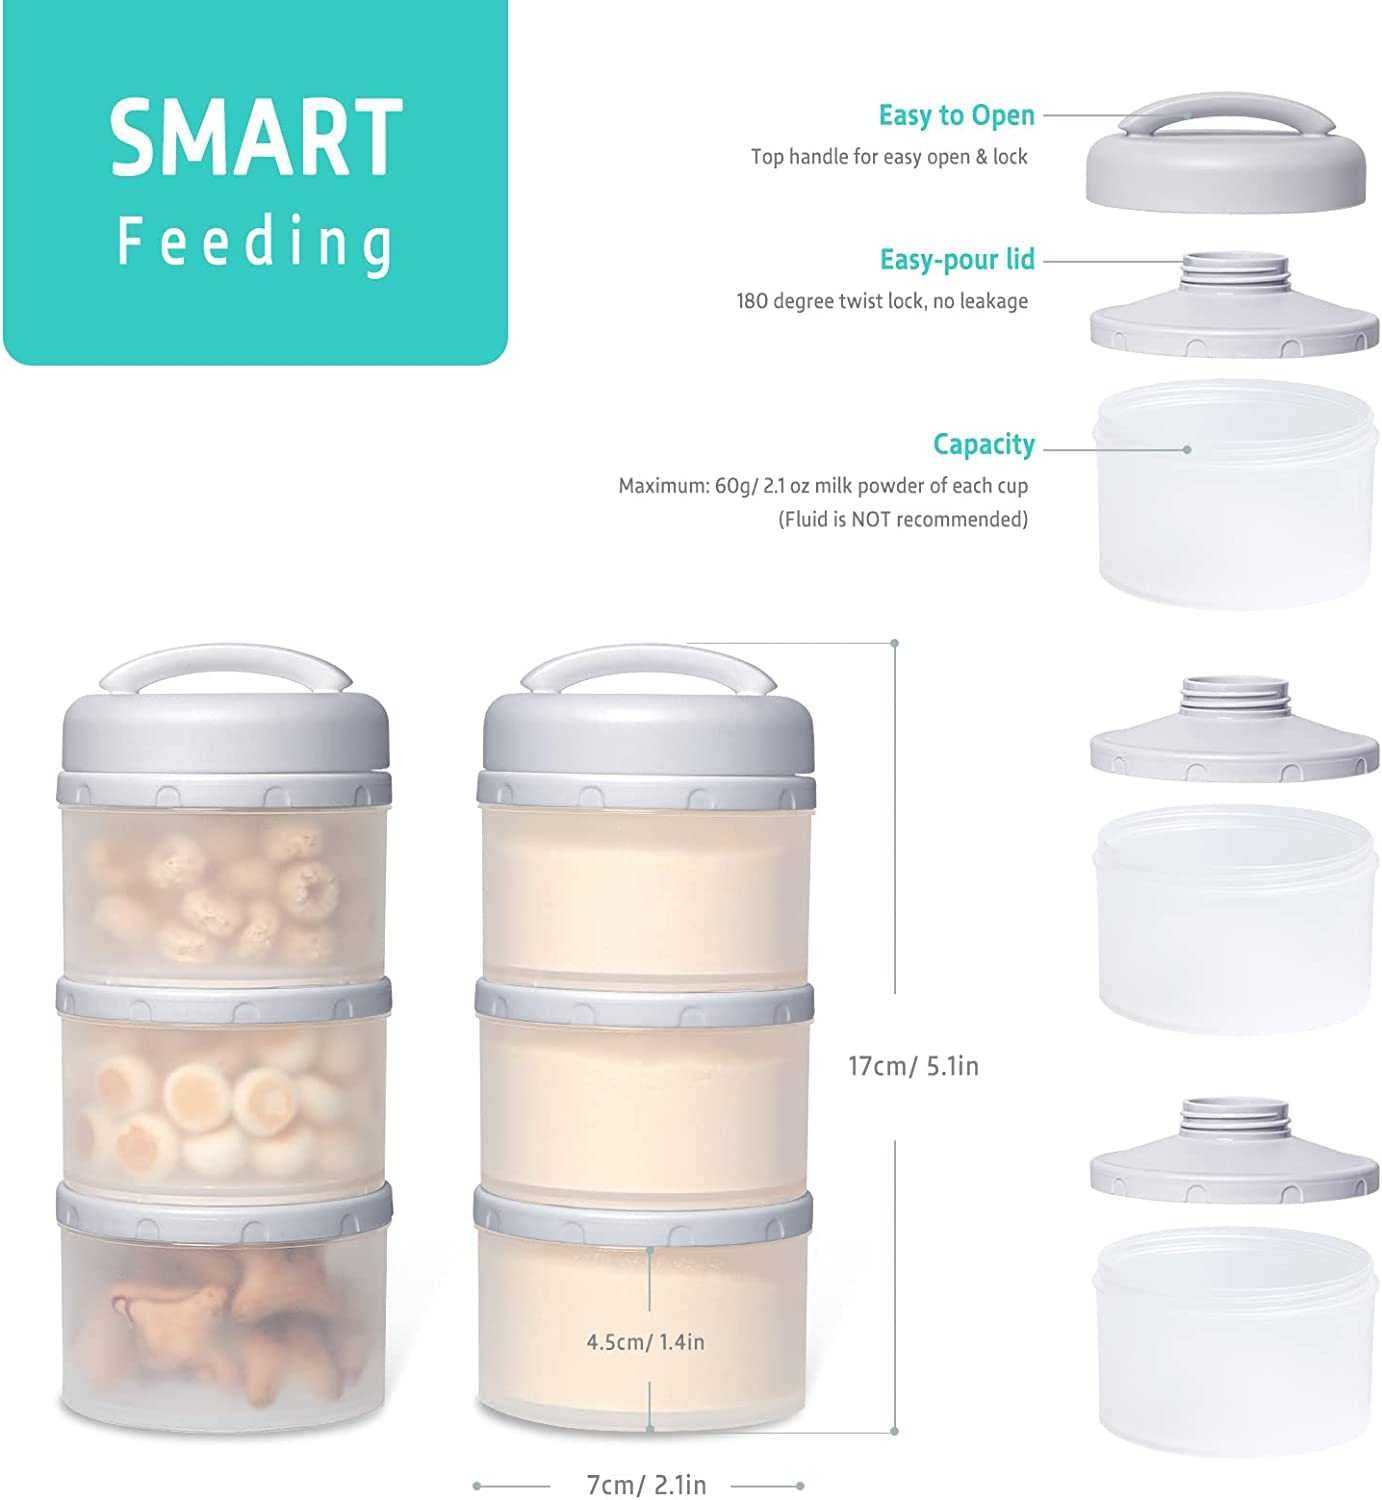 SMART
Feeding
Easy to Open
Top handle for easy open & lock
Easy-pour lid
180 degree twist lock, no leakage
Capacity
Maximum: 60g/ 2.1 oz milk powder of each cup
(Fluid is NOT recommended)
17cm/ 5.1in
4.5cm/ 1.4in
7cm/ 2.1in